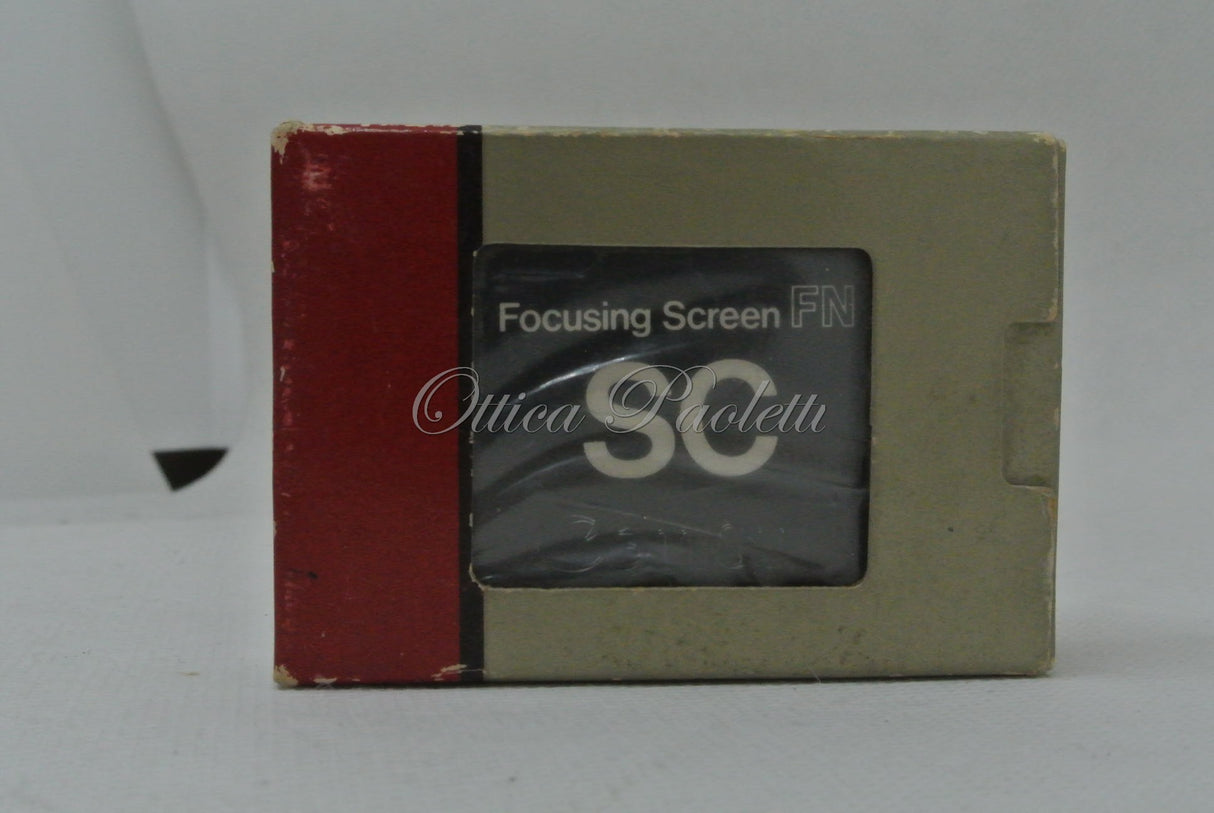 Focusing Screen FN
SC
Ottica Paoletti